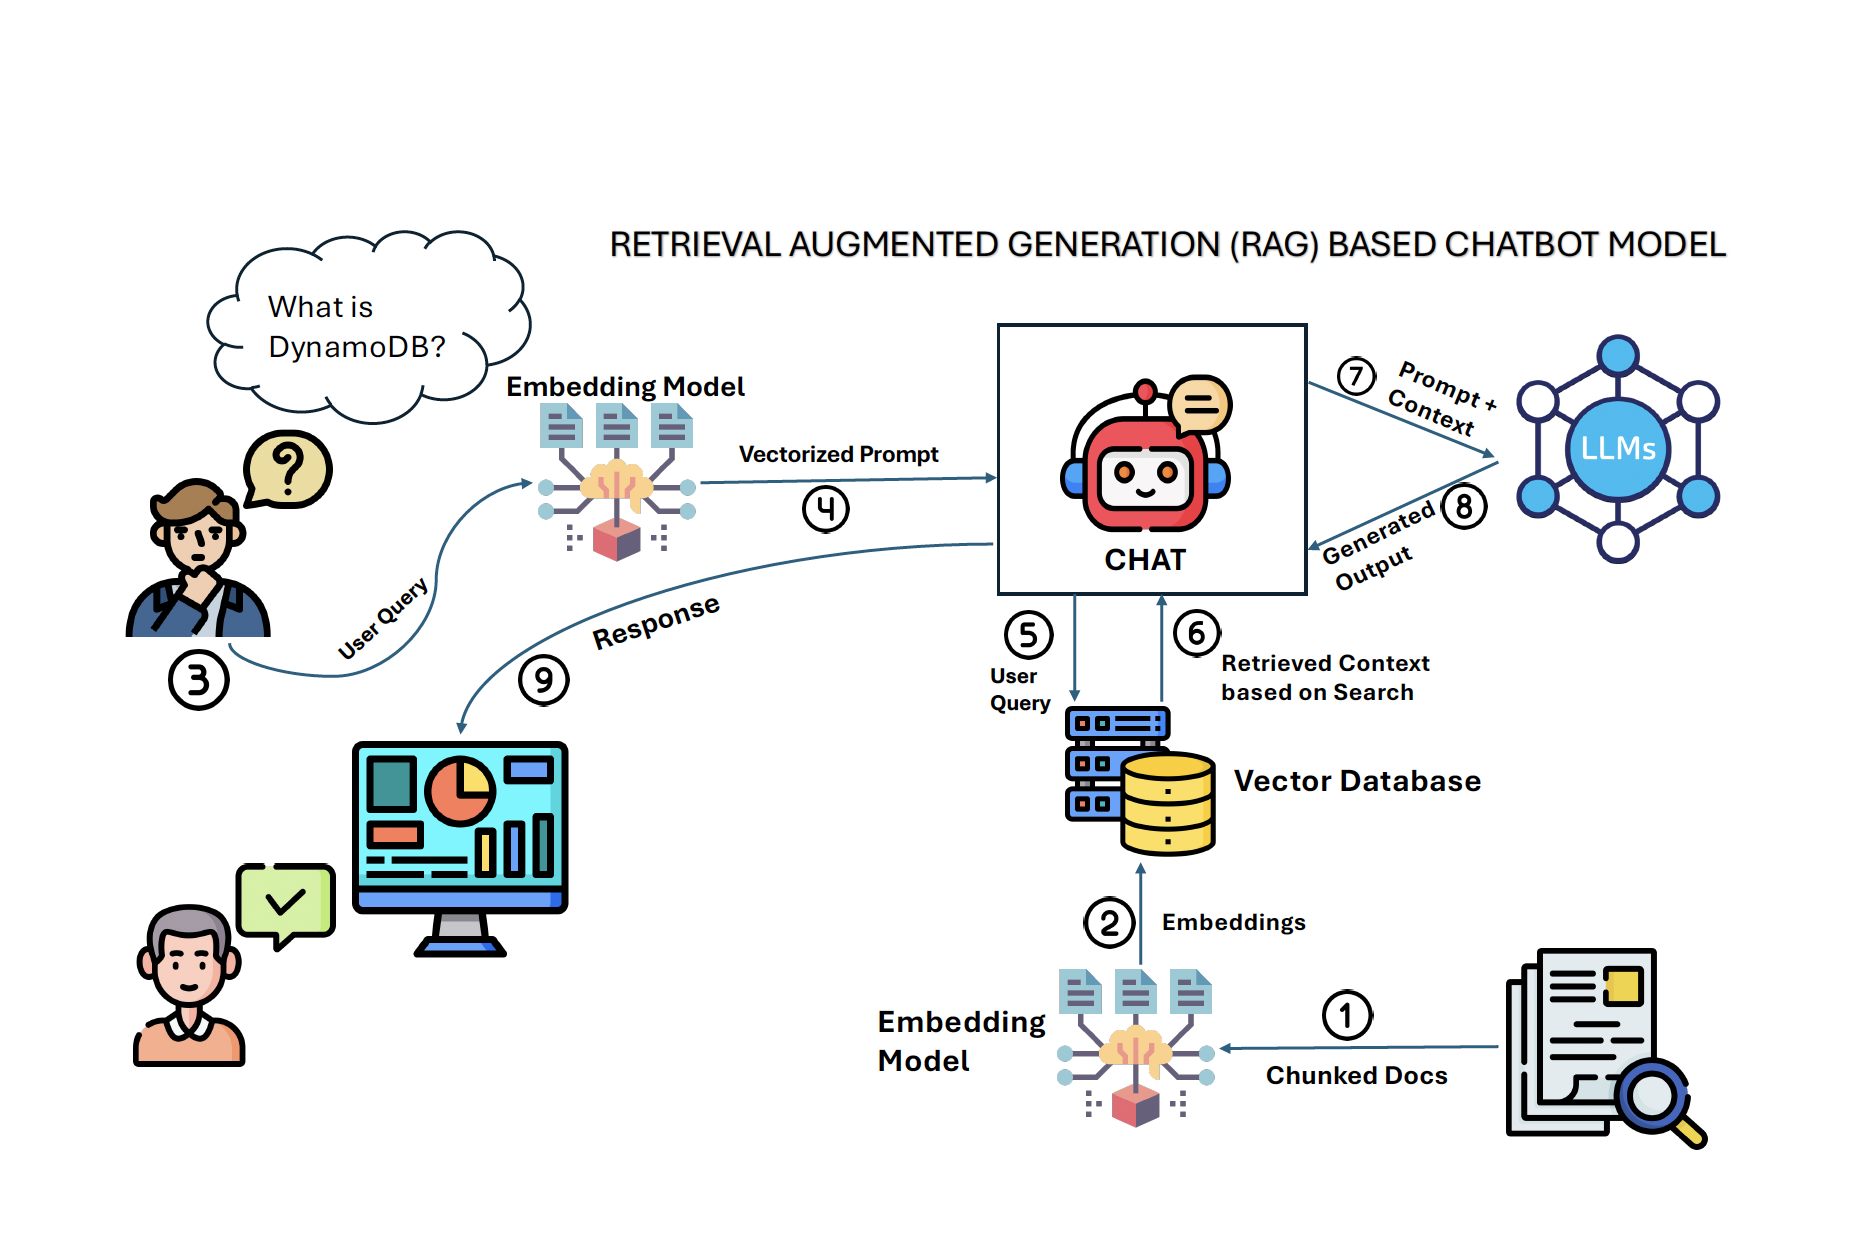 RETRIEVAL AUGMENTED GENERATION (RAG) BASED CHATBOT MODEL
What is
DynamoDB?
Embedding Model
Vectorized Prompt
4
CHAT
7
Prompt +
Context
LLMs
8
Generated
Output
User Query
3
Response
9
5
User
Query
6
Retrieved Context
based on Search
Vector Database
2
Embeddings
Embedding
Model
1
Chunked Docs